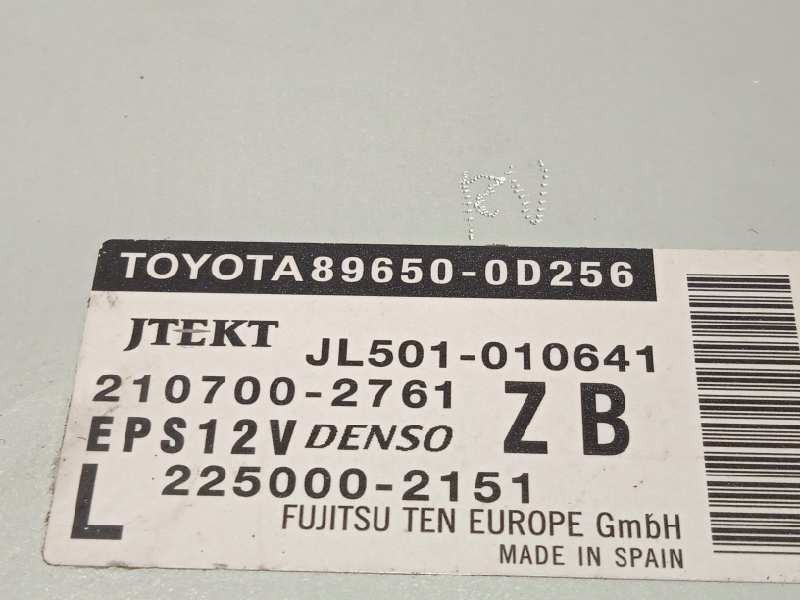 RV
TOYOTA 89650-0D256
JTEKT JL501-010641
210700-2761 ZB
EPS12V DENSO
L 225000-2151
FUJITSU TEN EUROPE GmbH
MADE IN SPAIN